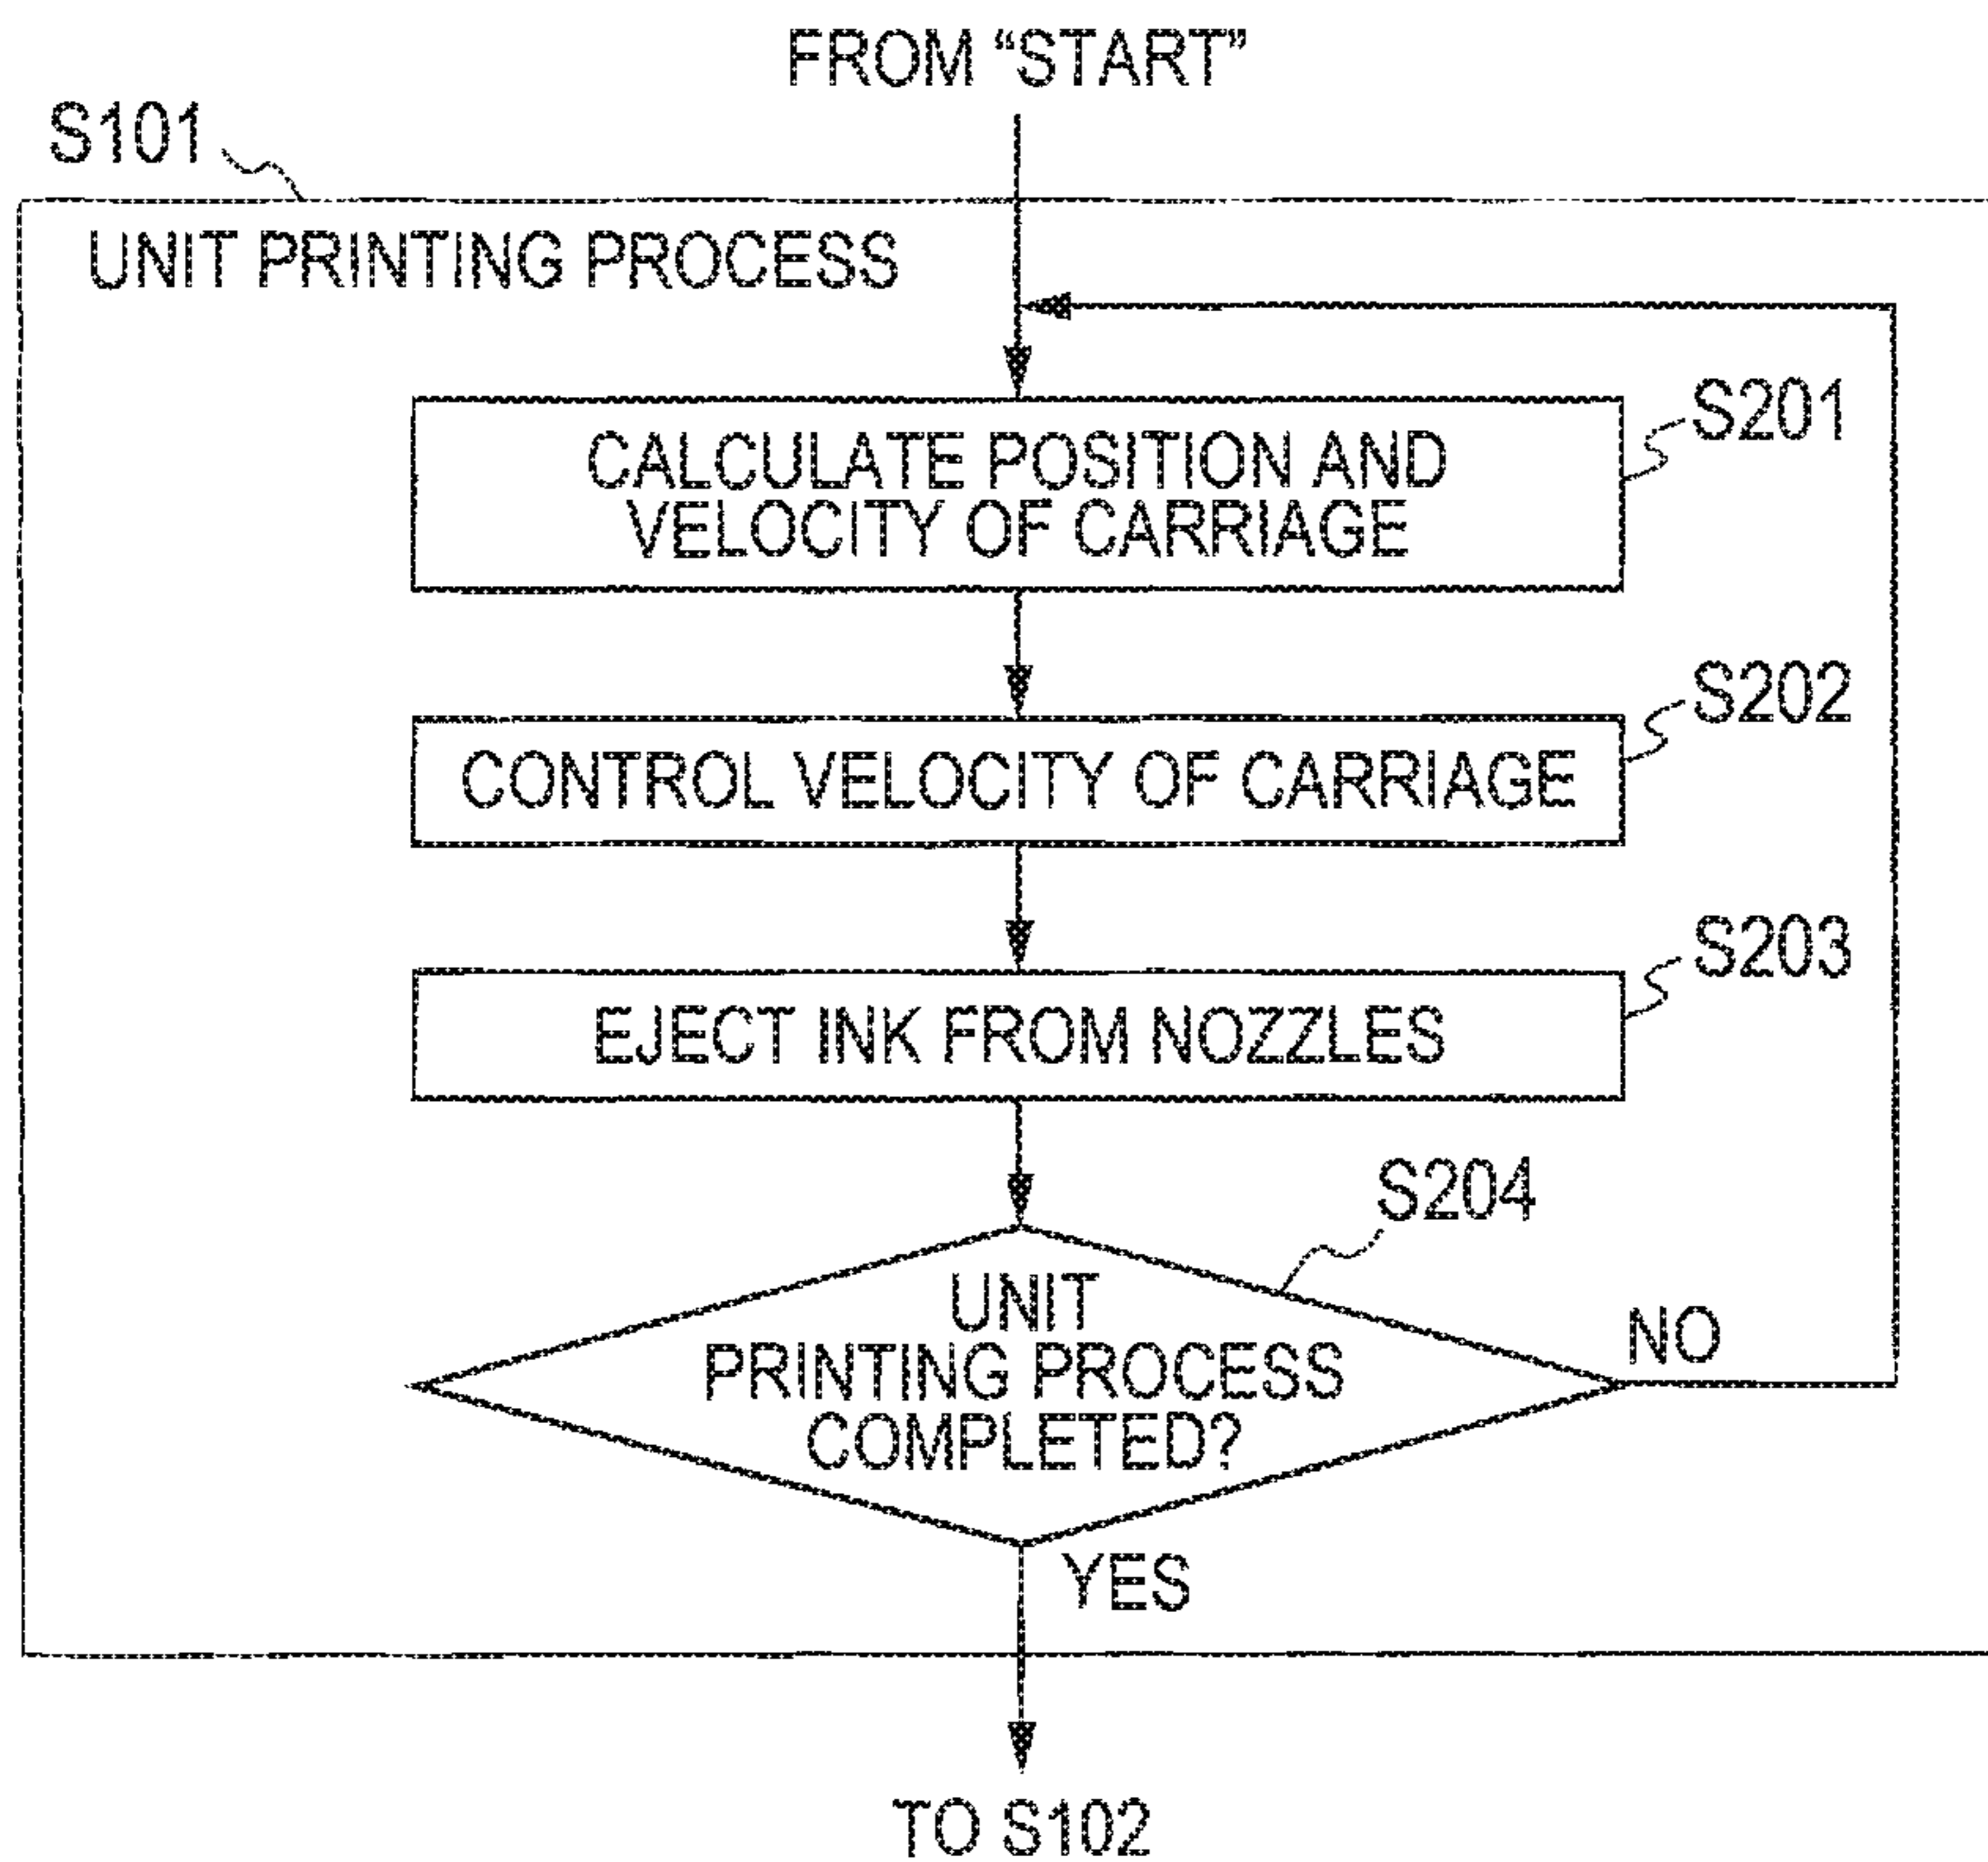 FROM “START”
S101
UNIT PRINTING PROCESS
S201
CALCULATE POSITION AND
VELOCITY OF CARRIAGE
S202
CONTROL VELOCITY OF CARRIAGE
S203
EJECT INK FROM NOZZLES
S204
UNIT
PRINTING PROCESS
COMPLETED?
NO
YES
TO S102